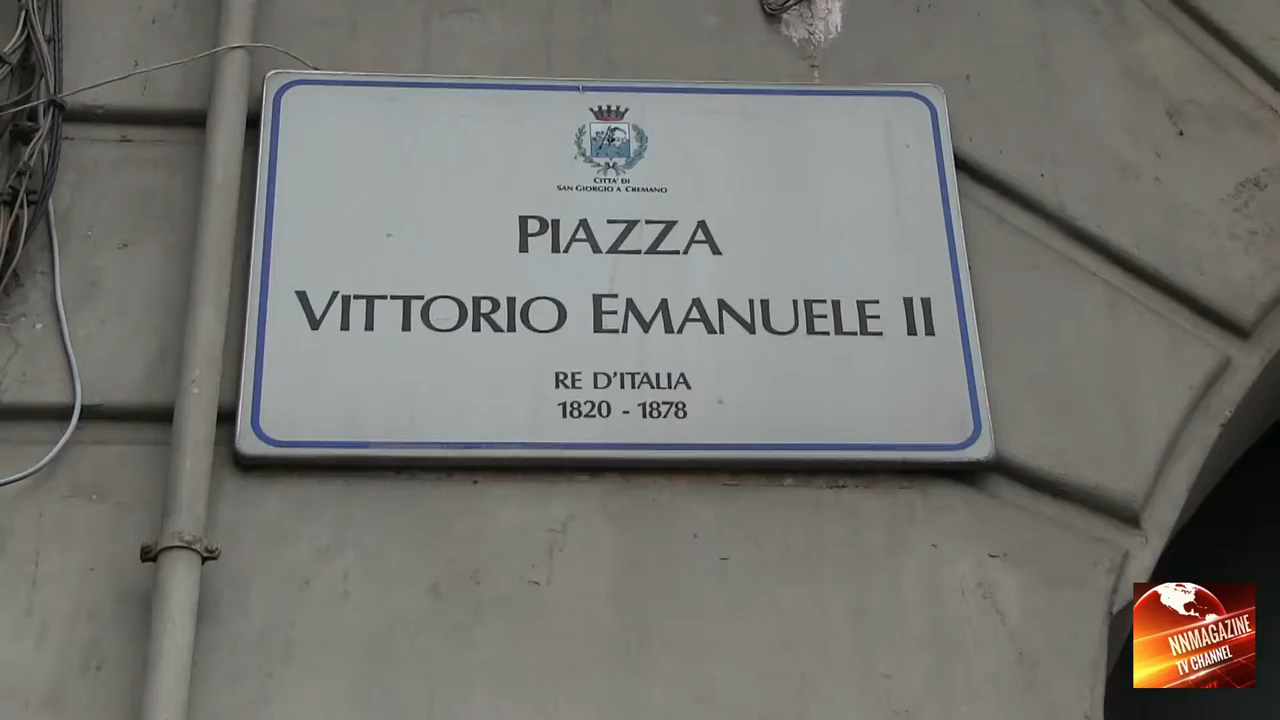 CITTA' DI
SAN GIORGIO A CREMANO
PIAZZA
VITTORIO EMANUELE II
RE D'ITALIA
1820 - 1878
NNMAGAZINE
TV CHANNEL